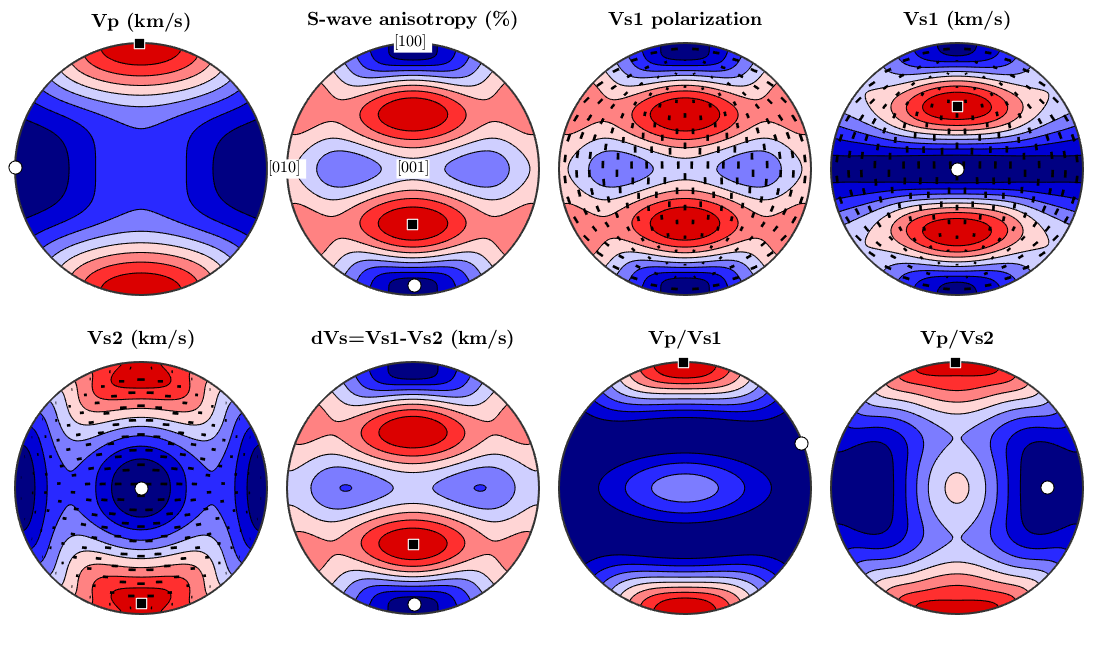 Vp (km/s)
S-wave anisotropy (%)
Vs1 polarization
Vs1 (km/s)
[100]
[010]
[001]
Vs2 (km/s)
dVs=Vs1-Vs2 (km/s)
Vp/Vs1
Vp/Vs2